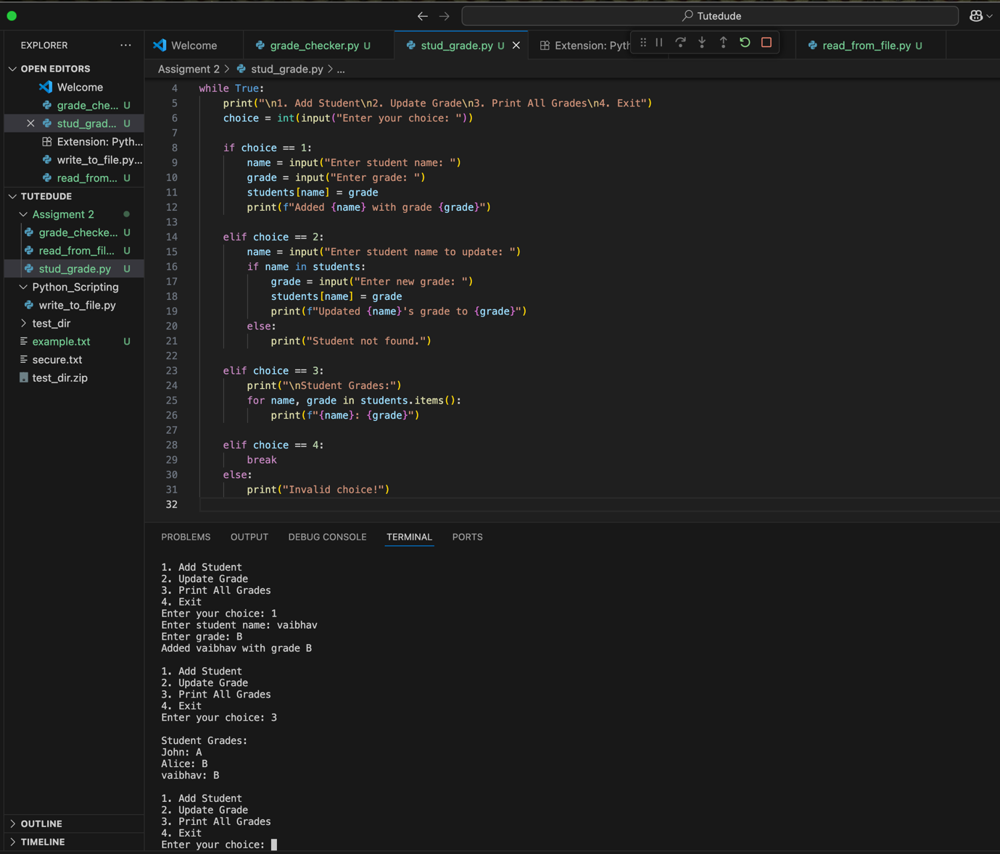 Tutedude
EXPLORER
Welcome
grade_checker.py U
stud_grade.py U
Extension: Pyth
read_from_file.py U
OPEN EDITORS
Welcome
grade_che... U
stud_grad... U
Extension: Pyth...
write_to_file.py...
read_from... U
TUTEDUDE
Assigment 2
grade_checke... U
read_from_fil... U
stud_grade.py U
Python_Scripting
write_to_file.py
test_dir
example.txt U
secure.txt
test_dir.zip
OUTLINE
TIMELINE
Assigment 2 > stud_grade.py > ...
4 while True:
5 print("\n1. Add Student\n2. Update Grade\n3. Print All Grades\n4. Exit")
6 choice = int(input("Enter your choice: "))
7
8 if choice == 1:
9 name = input("Enter student name: ")
10 grade = input("Enter grade: ")
11 students[name] = grade
12 print(f"Added {name} with grade {grade}")
13
14 elif choice == 2:
15 name = input("Enter student name to update: ")
16 if name in students:
17 grade = input("Enter new grade: ")
18 students[name] = grade
19 print(f"Updated {name}'s grade to {grade}")
20 else:
21 print("Student not found.")
22
23 elif choice == 3:
24 print("\nStudent Grades:")
25 for name, grade in students.items():
26 print(f"{name}: {grade}")
27
28 elif choice == 4:
29 break
30 else:
31 print("Invalid choice!")
32
PROBLEMS OUTPUT DEBUG CONSOLE TERMINAL PORTS
1. Add Student
2. Update Grade
3. Print All Grades
4. Exit
Enter your choice: 1
Enter student name: vaibhav
Enter grade: B
Added vaibhav with grade B
1. Add Student
2. Update Grade
3. Print All Grades
4. Exit
Enter your choice: 3
Student Grades:
John: A
Alice: B
vaibhav: B
1. Add Student
2. Update Grade
3. Print All Grades
4. Exit
Enter your choice: